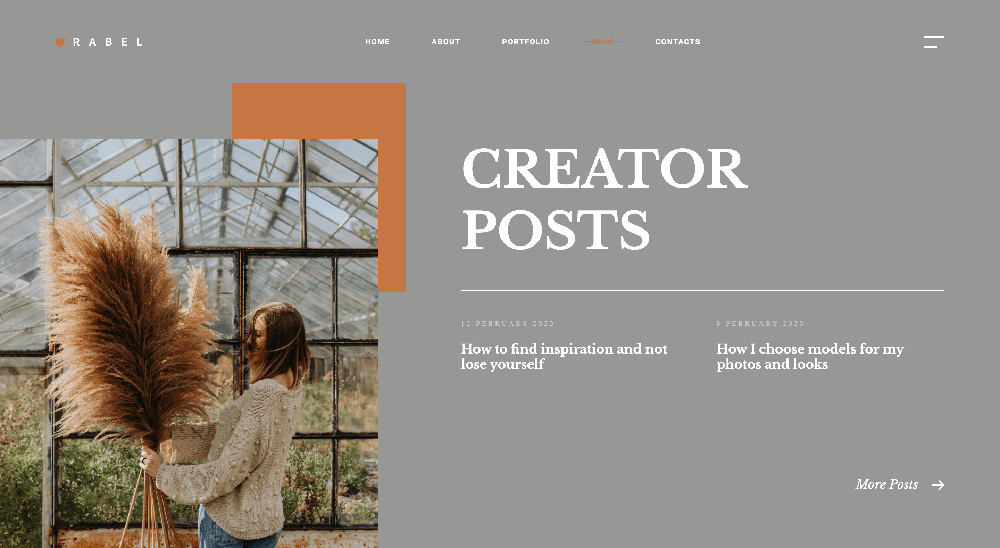 RABEL
HOME ABOUT PORTFOLIO BLOG CONTACTS
CREATOR
POSTS
12 FEBRUARY 2020
How to find inspiration and not
lose yourself
8 FEBRUARY 2020
How I choose models for my
photos and looks
More Posts